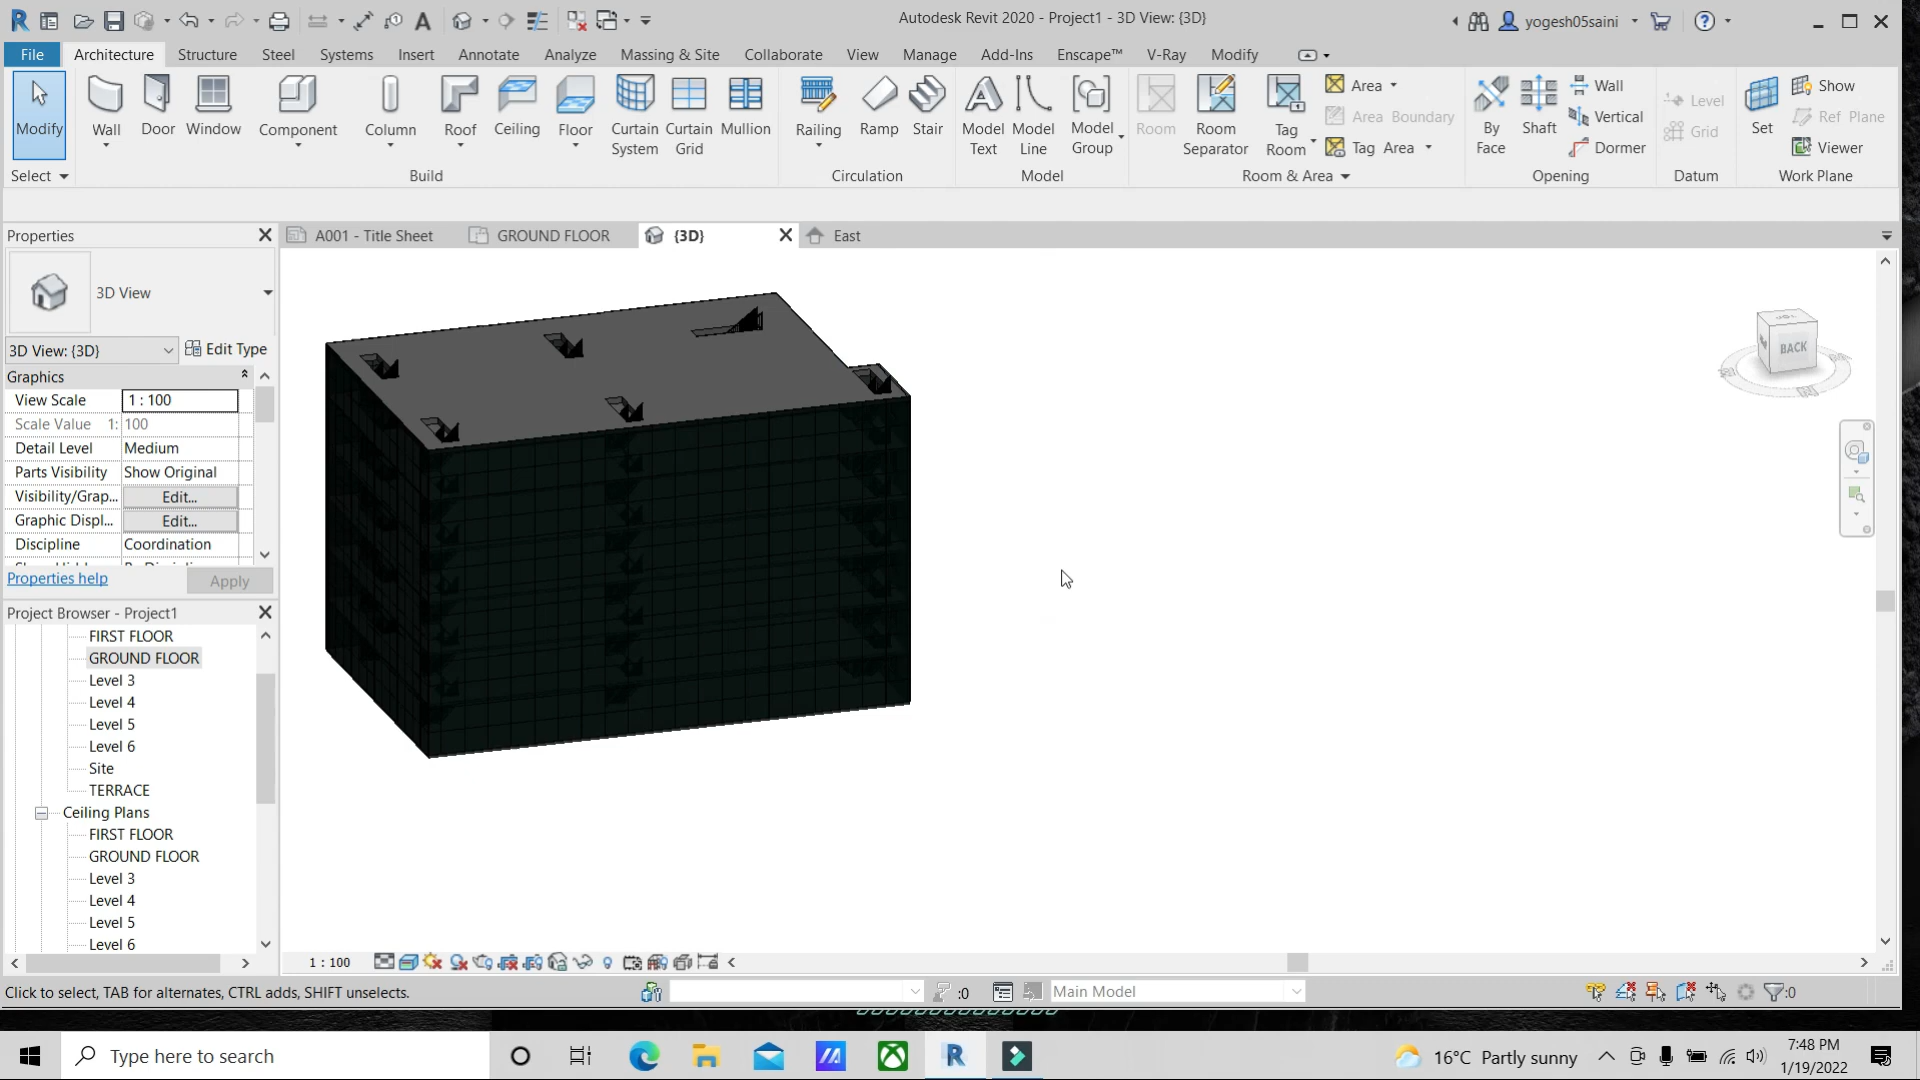 Autodesk Revit 2020 - Project1 - 3D View: {3D}
yogesh05saini
File Architecture Structure Steel Systems Insert Annotate Analyze Massing & Site Collaborate View Manage Add-Ins Enscape™ V-Ray Modify
Modify
Wall
Door
Window
Component
Column
Roof
Ceiling
Floor
Curtain System
Curtain Grid
Mullion
Railing
Ramp
Stair
Model Text
Model Line
Model Group
Room
Room Separator
Tag Room
Area
Area Boundary
Tag Area
By Face
Shaft
Wall
Vertical
Dormer
Level
Grid
Set
Show
Ref Plane
Viewer
Select
Build
Circulation
Model
Room & Area
Opening
Datum
Work Plane
Properties
A001 - Title Sheet
GROUND FLOOR
{3D}
East
3D View
3D View: {3D}
Edit Type
Graphics
View Scale 1 : 100
Scale Value 1: 100
Detail Level Medium
Parts Visibility Show Original
Visibility/Grap... Edit...
Graphic Displ... Edit...
Discipline Coordination
Properties help
Apply
BACK
Project Browser - Project1
FIRST FLOOR
GROUND FLOOR
Level 3
Level 4
Level 5
Level 6
Site
TERRACE
Ceiling Plans
FIRST FLOOR
GROUND FLOOR
Level 3
Level 4
Level 5
Level 6
1 : 100
Click to select, TAB for alternates, CTRL adds, SHIFT unselects.
:0
Main Model
:0
Type here to search
16°C Partly sunny
7:48 PM
1/19/2022